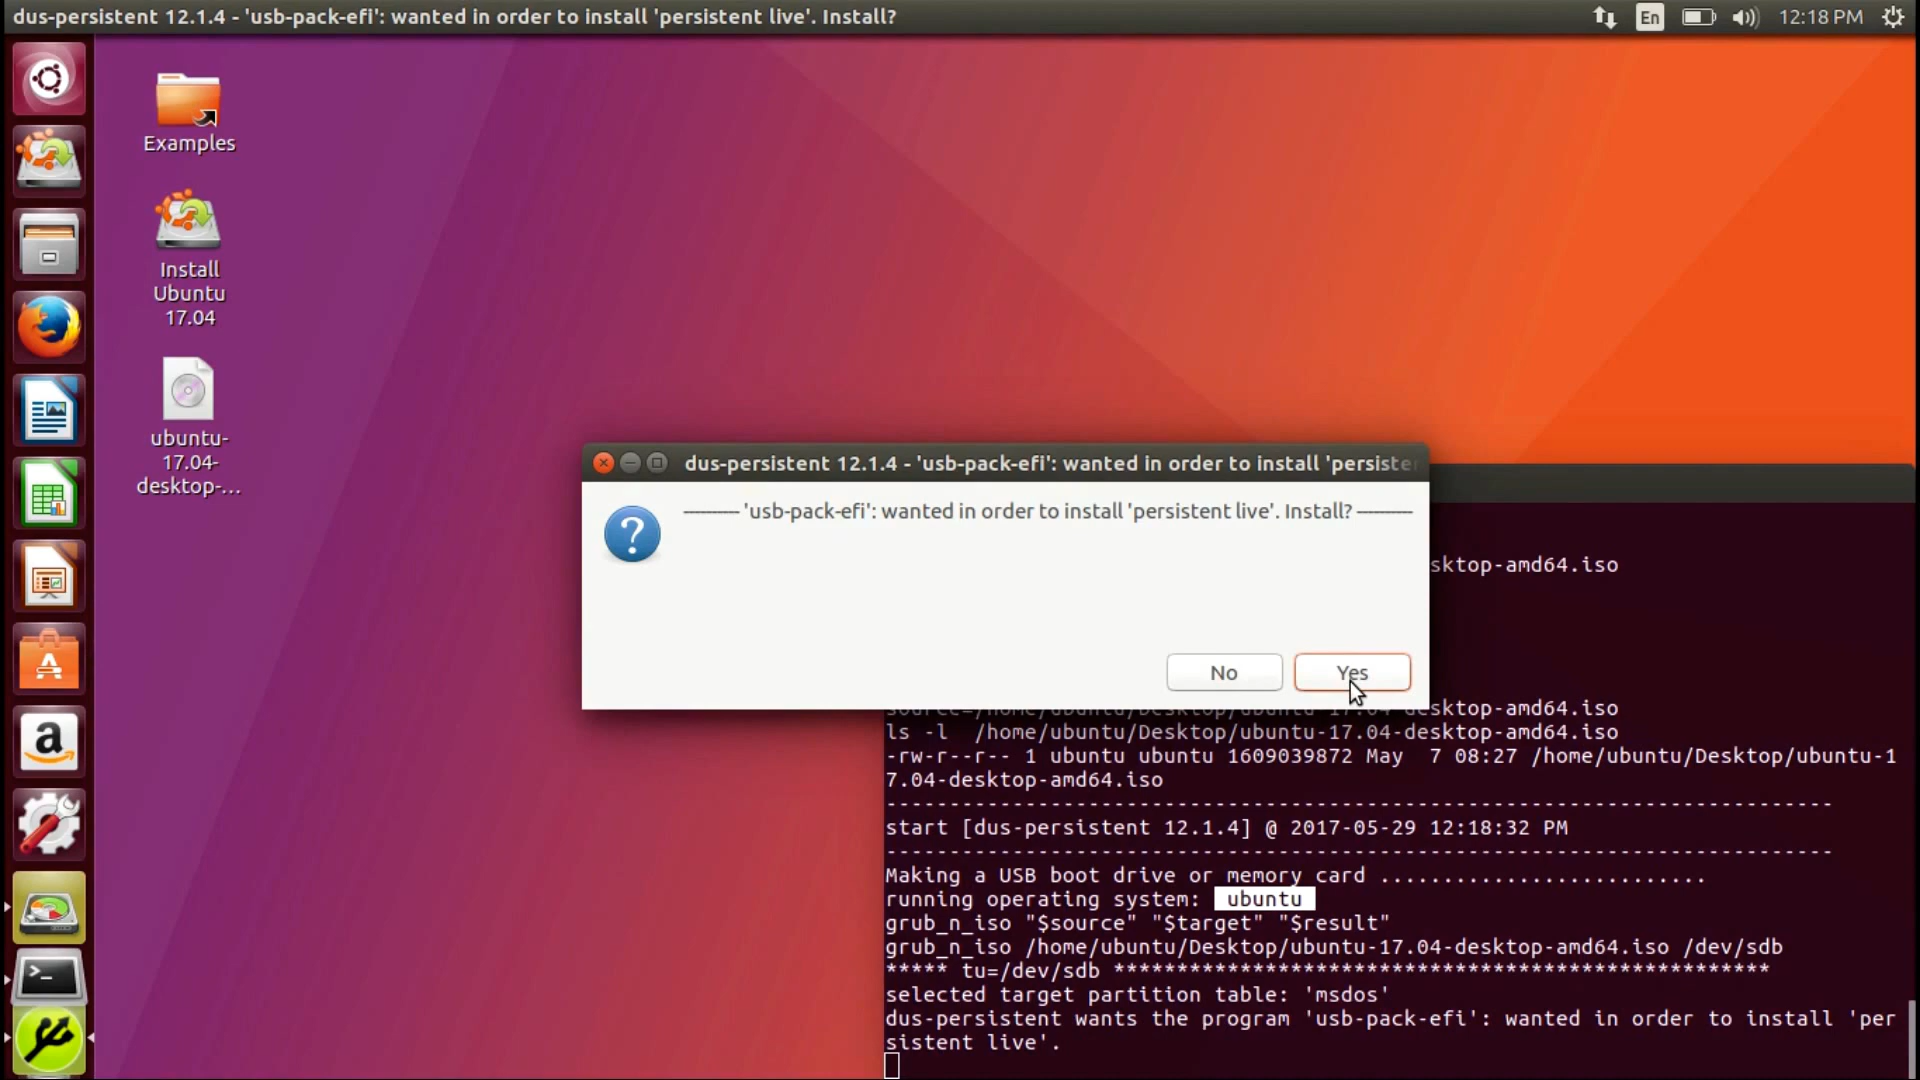 dus-persistent 12.1.4 - 'usb-pack-efi': wanted in order to install 'persistent live'. Install?
En
12:18 PM
Examples
Install
Ubuntu
17.04
ubuntu-
17.04-
desktop-...
dus-persistent 12.1.4 - 'usb-pack-efi': wanted in order to install 'persiste
--------- 'usb-pack-efi': wanted in order to install 'persistent live'. Install? ---------
No
Yes
sktop-amd64.iso
source=/home/ubuntu/Desktop/ubuntu-17.04-desktop-amd64.iso
ls -l  /home/ubuntu/Desktop/ubuntu-17.04-desktop-amd64.iso
-rw-r--r-- 1 ubuntu ubuntu 1609039872 May  7 08:27 /home/ubuntu/Desktop/ubuntu-1
7.04-desktop-amd64.iso
---------------------------------------------------------------------------
start [dus-persistent 12.1.4] @ 2017-05-29 12:18:32 PM
---------------------------------------------------------------------------
Making a USB boot drive or memory card ..........................
running operating system:  ubuntu
grub_n_iso "$source" "$target" "$result"
grub_n_iso /home/ubuntu/Desktop/ubuntu-17.04-desktop-amd64.iso /dev/sdb
***** tu=/dev/sdb ****************************************************
selected target partition table: 'msdos'
dus-persistent wants the program 'usb-pack-efi': wanted in order to install 'per
sistent live'.